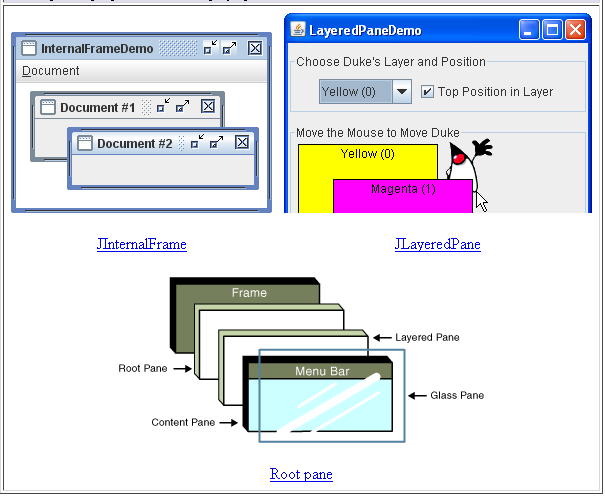 InternalFrameDemo
Document
Document #1
Document #2
LayeredPaneDemo
Choose Duke's Layer and Position
Yellow (0)
Top Position in Layer
Move the Mouse to Move Duke
Yellow (0)
Magenta (1)
JInternalFrame
JLayeredPane
Frame
Layered Pane
Root Pane
Menu Bar
Glass Pane
Content Pane
Root pane